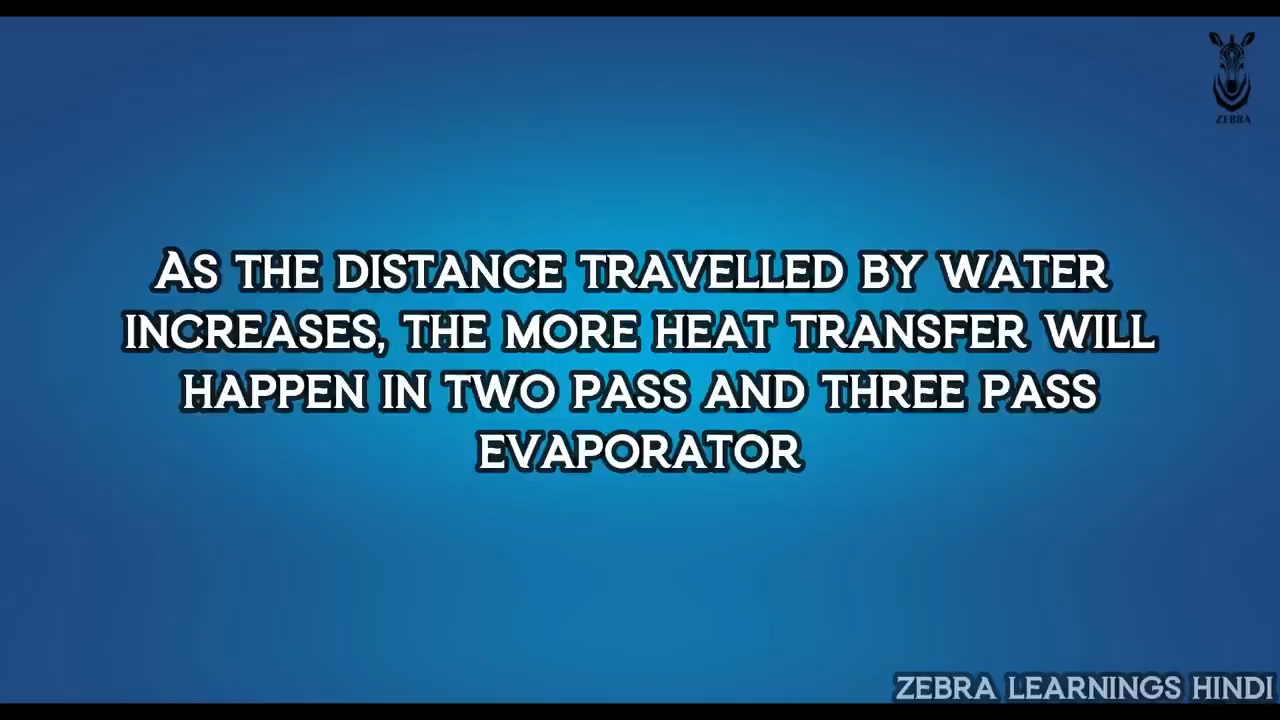 ZEBRA
AS THE DISTANCE TRAVELLED BY WATER
INCREASES, THE MORE HEAT TRANSFER WILL
HAPPEN IN TWO PASS AND THREE PASS
EVAPORATOR
ZEBRA LEARNINGS HINDI